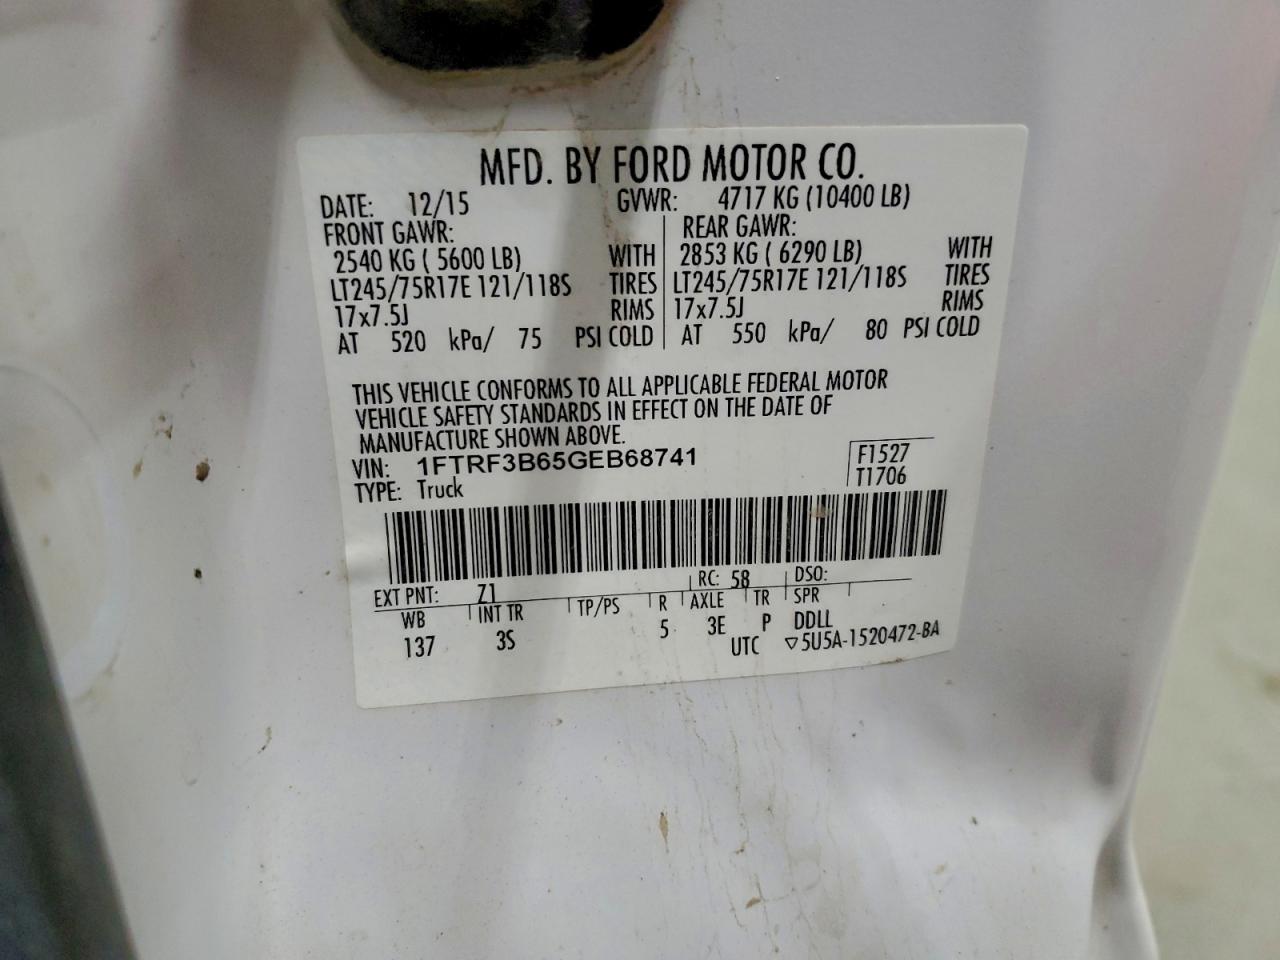 MFD. BY FORD MOTOR CO.
DATE: 12/15 GVWR: 4717 KG (10400 LB)
FRONT GAWR: REAR GAWR:
2540 KG ( 5600 LB) WITH 2853 KG ( 6290 LB) WITH
LT245/75R17E 121/118S TIRES LT245/75R17E 121/118S TIRES
17x7.5J RIMS 17x7.5J RIMS
AT 520 kPa/ 75 PSI COLD AT 550 kPa/ 80 PSI COLD
THIS VEHICLE CONFORMS TO ALL APPLICABLE FEDERAL MOTOR
VEHICLE SAFETY STANDARDS IN EFFECT ON THE DATE OF
MANUFACTURE SHOWN ABOVE.
VIN: 1FTRF3B65GEB68741 F1527
TYPE: Truck T1706
EXT PNT: Z1 RC: 58 DSO:
WB INT TR TP/PS R AXLE TR SPR
137 3S 5 3E P DDLL
UTC ▽5U5A-1520472-BA